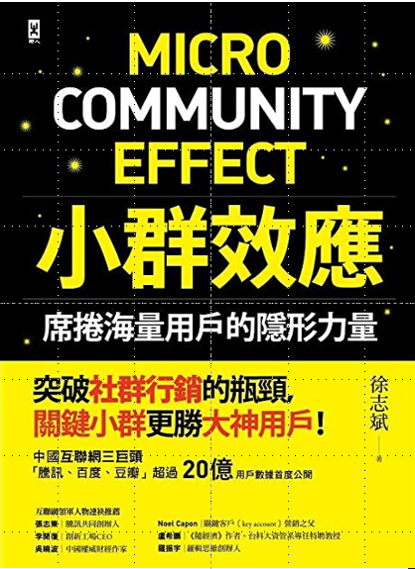 野人
MICRO
COMMUNITY
EFFECT
小群效應
席捲海量用戶的隱形力量
突破社群行銷的瓶頸,
關鍵小群更勝大神用戶!
徐志斌——著
中國互聯網三巨頭
「騰訊、百度、豆瓣」超過 20億 用戶數據首度公開
互聯網領軍人物連袂推薦
張志東│騰訊共同創辦人
李開復│創新工場CEO
吳曉波│中國權威財經作家
Noel Capon│關鍵客戶〔key account〕營銷之父
盧希鵬│《隨經濟》作者、台科大資管系專任特聘教授
羅振宇│羅輯思維創辦人